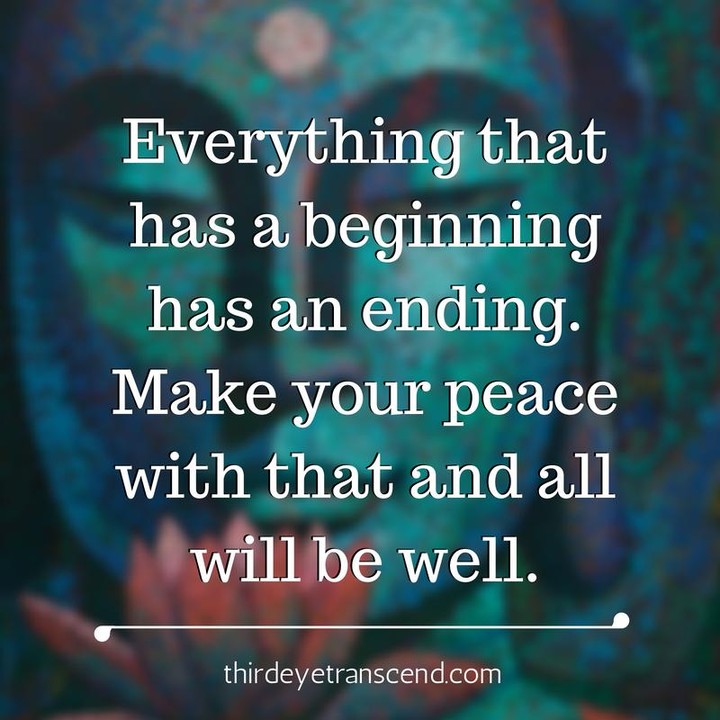 Everything that
has a beginning
has an ending.
Make your peace
with that and all
will be well.
thirdeyetranscend.com